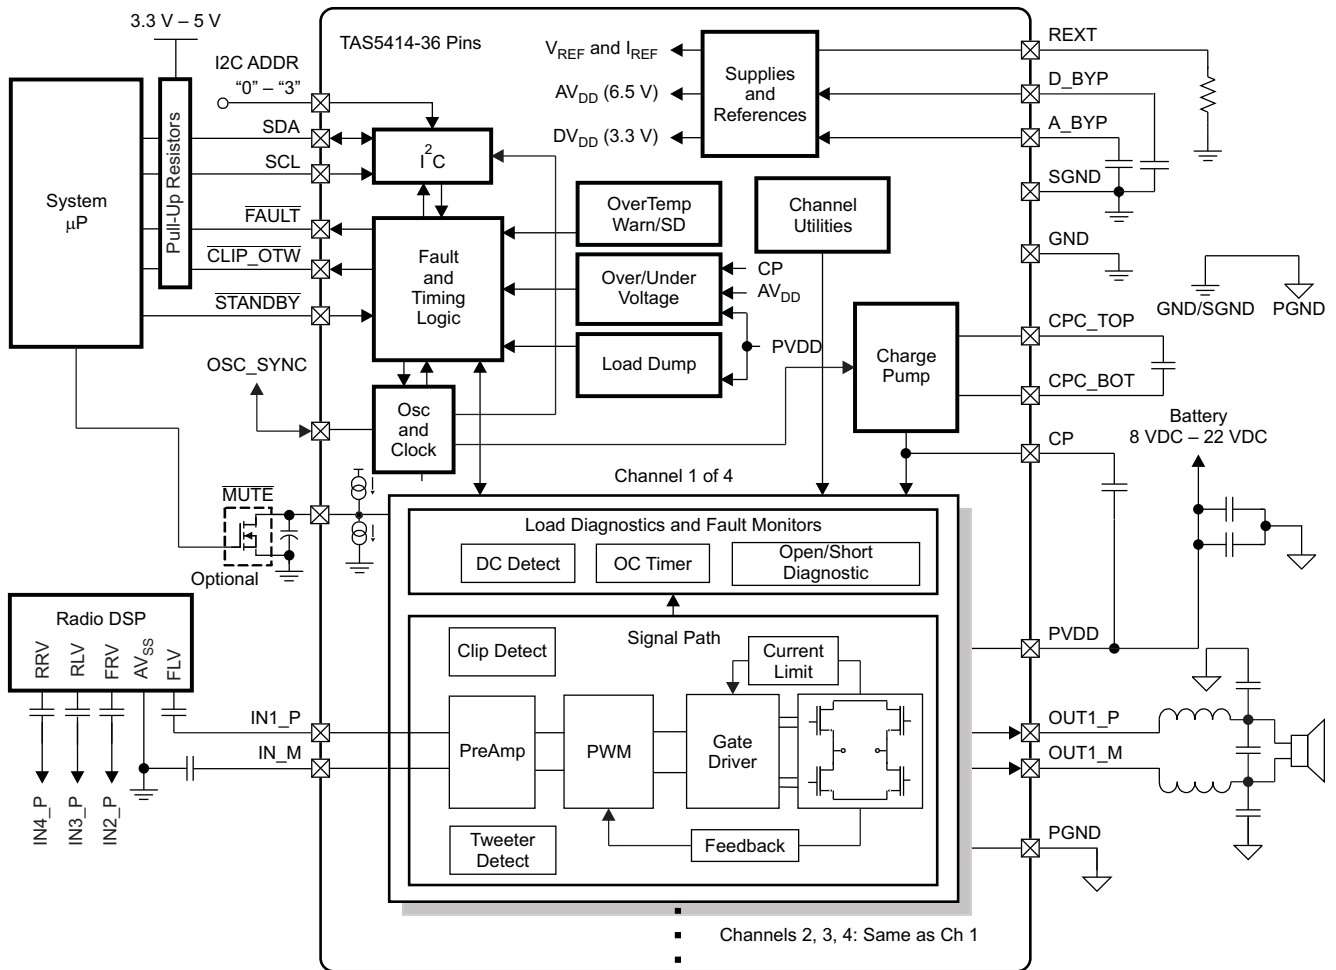 3.3 V – 5 V
TAS5414-36 Pins
I2C ADDR
“0” – “3”
SDA
SCL
FAULT
CLIP_OTW
STANDBY
OSC_SYNC
MUTE
Optional
System
μP
Pull-Up Resistors
I²C
Fault
and
Timing
Logic
Osc
and
Clock
V_REF and I_REF
AV_DD (6.5 V)
DV_DD (3.3 V)
Supplies
and
References
OverTemp
Warn/SD
Over/Under
Voltage
Load Dump
CP
AV_DD
PVDD
Channel
Utilities
Charge
Pump
REXT
D_BYP
A_BYP
SGND
GND
GND/SGND
PGND
CPC_TOP
CPC_BOT
Battery
8 VDC – 22 VDC
CP
Channel 1 of 4
Load Diagnostics and Fault Monitors
DC Detect
OC Timer
Open/Short
Diagnostic
Signal Path
Clip Detect
Current
Limit
PreAmp
PWM
Gate
Driver
Tweeter
Detect
Feedback
Radio DSP
RRV
RLV
FRV
AV_SS
FLV
IN1_P
IN_M
IN4_P
IN3_P
IN2_P
PVDD
OUT1_P
OUT1_M
PGND
Channels 2, 3, 4: Same as Ch 1